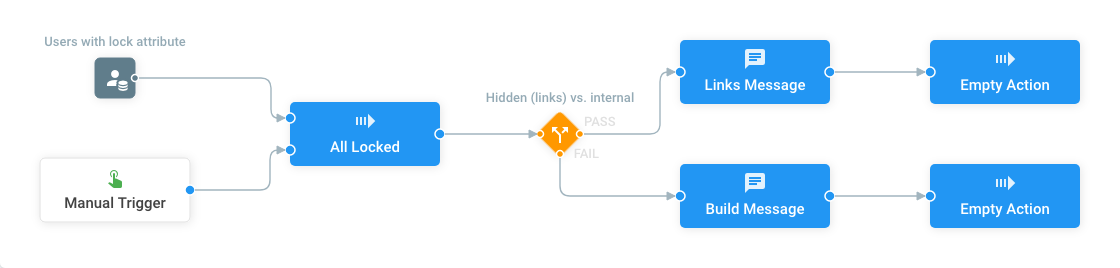 Users with lock attribute
Manual Trigger
All Locked
Hidden (links) vs. internal
PASS
FAIL
Links Message
Empty Action
Build Message
Empty Action